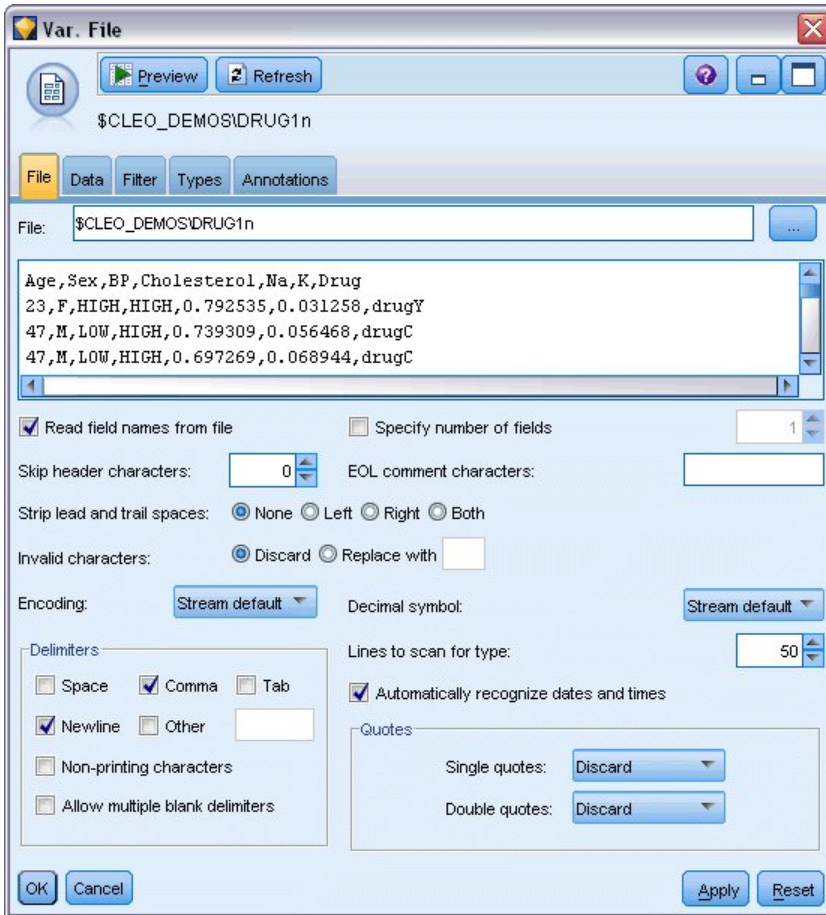 Var. File
Preview Refresh
$CLEO_DEMOS\DRUG1n
File Data Filter Types Annotations
File: $CLEO_DEMOS\DRUG1n ...
Age,Sex,BP,Cholesterol,Na,K,Drug
23,F,HIGH,HIGH,0.792535,0.031258,drugY
47,M,LOW,HIGH,0.739309,0.056468,drugC
47,M,LOW,HIGH,0.697269,0.068944,drugC
Read field names from file Specify number of fields 1
Skip header characters: 0 EOL comment characters:
Strip lead and trail spaces: None Left Right Both
Invalid characters: Discard Replace with
Encoding: Stream default Decimal symbol: Stream default
Delimiters Lines to scan for type: 50
Space Comma Tab Automatically recognize dates and times
Newline Other Quotes
Non-printing characters Single quotes: Discard
Allow multiple blank delimiters Double quotes: Discard
OK Cancel Apply Reset